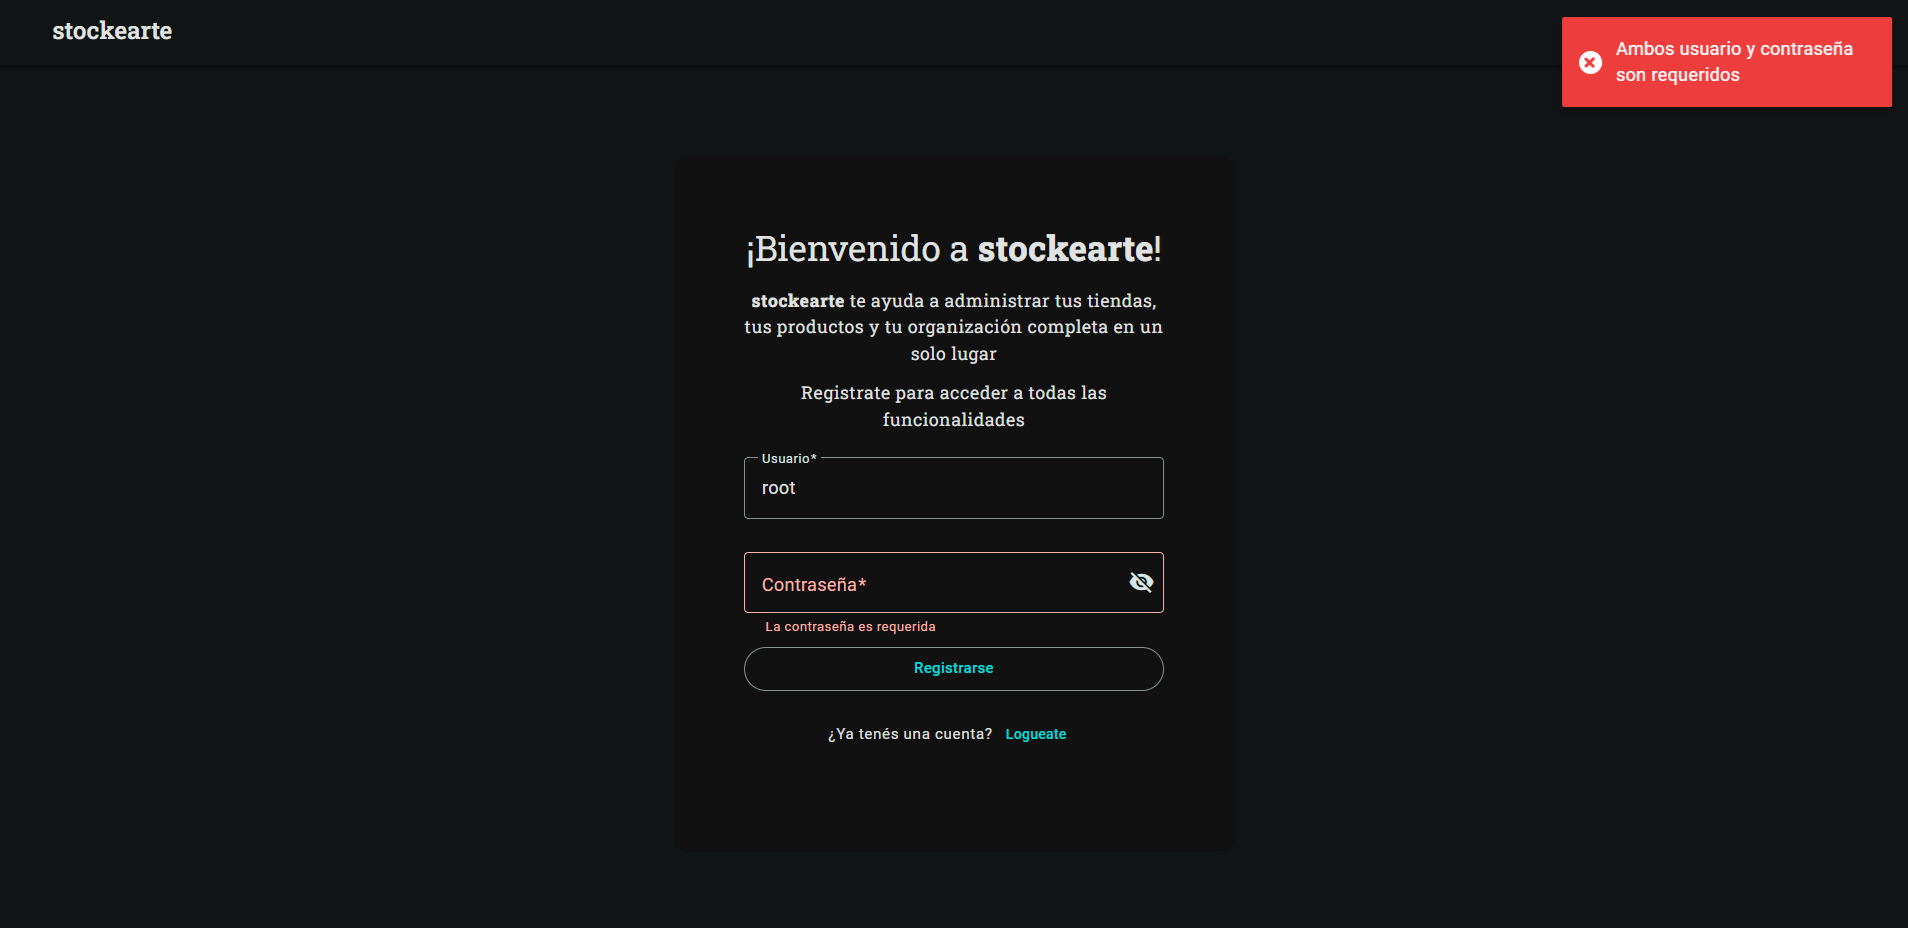 stockearte
Ambos usuario y contraseña
son requeridos
¡Bienvenido a stockearte!
stockearte te ayuda a administrar tus tiendas,
tus productos y tu organización completa en un
solo lugar
Registrate para acceder a todas las
funcionalidades
Usuario*
root
Contraseña*
La contraseña es requerida
Registrarse
¿Ya tenés una cuenta? Logueate